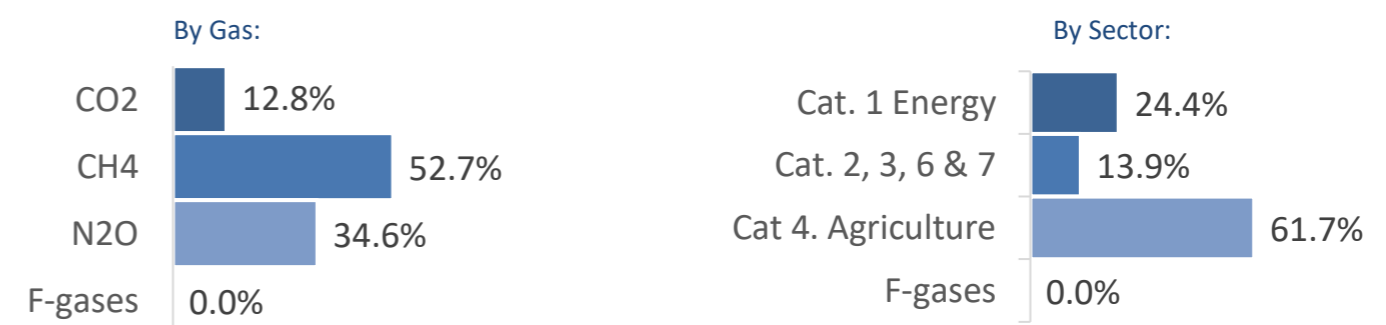 By Gas:
CO2 12.8%
CH4 52.7%
N2O 34.6%
F-gases 0.0%
By Sector:
Cat. 1 Energy 24.4%
Cat. 2, 3, 6 & 7 13.9%
Cat 4. Agriculture 61.7%
F-gases 0.0%